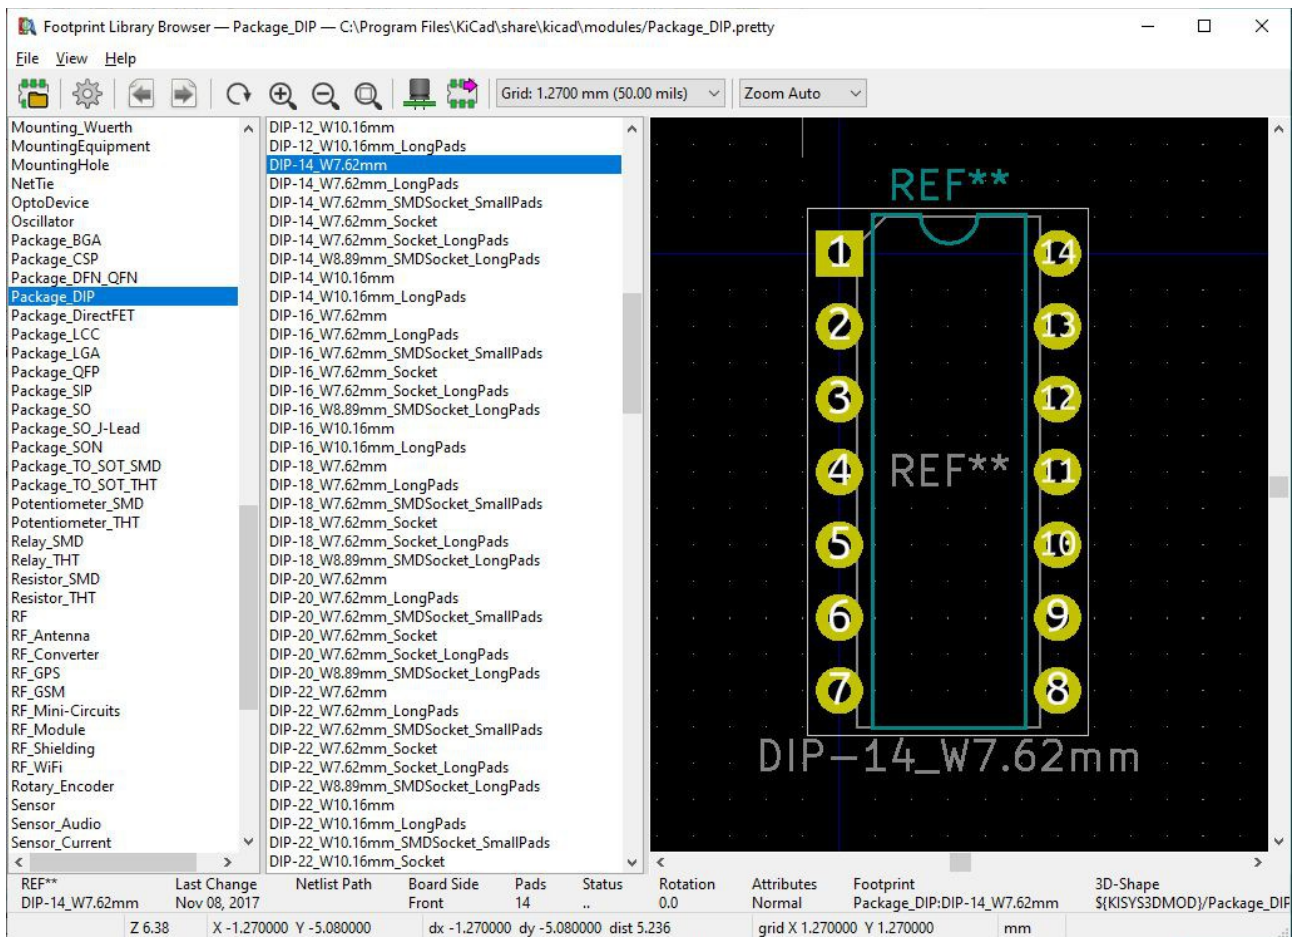 Footprint Library Browser — Package_DIP — C:\Program Files\KiCad\share\kicad\modules/Package_DIP.pretty
File View Help
Grid: 1.2700 mm (50.00 mils)
Zoom Auto
Mounting_Wuerth
MountingEquipment
MountingHole
NetTie
OptoDevice
Oscillator
Package_BGA
Package_CSP
Package_DFN_QFN
Package_DIP
Package_DirectFET
Package_LCC
Package_LGA
Package_QFP
Package_SIP
Package_SO
Package_SO_J-Lead
Package_SON
Package_TO_SOT_SMD
Package_TO_SOT_THT
Potentiometer_SMD
Potentiometer_THT
Relay_SMD
Relay_THT
Resistor_SMD
Resistor_THT
RF
RF_Antenna
RF_Converter
RF_GPS
RF_GSM
RF_Mini-Circuits
RF_Module
RF_Shielding
RF_WiFi
Rotary_Encoder
Sensor
Sensor_Audio
Sensor_Current
DIP-12_W10.16mm
DIP-12_W10.16mm_LongPads
DIP-14_W7.62mm
DIP-14_W7.62mm_LongPads
DIP-14_W7.62mm_SMDSocket_SmallPads
DIP-14_W7.62mm_Socket
DIP-14_W7.62mm_Socket_LongPads
DIP-14_W8.89mm_SMDSocket_LongPads
DIP-14_W10.16mm
DIP-14_W10.16mm_LongPads
DIP-16_W7.62mm
DIP-16_W7.62mm_LongPads
DIP-16_W7.62mm_SMDSocket_SmallPads
DIP-16_W7.62mm_Socket
DIP-16_W7.62mm_Socket_LongPads
DIP-16_W8.89mm_SMDSocket_LongPads
DIP-16_W10.16mm
DIP-16_W10.16mm_LongPads
DIP-18_W7.62mm
DIP-18_W7.62mm_LongPads
DIP-18_W7.62mm_SMDSocket_SmallPads
DIP-18_W7.62mm_Socket
DIP-18_W7.62mm_Socket_LongPads
DIP-18_W8.89mm_SMDSocket_LongPads
DIP-20_W7.62mm
DIP-20_W7.62mm_LongPads
DIP-20_W7.62mm_SMDSocket_SmallPads
DIP-20_W7.62mm_Socket
DIP-20_W7.62mm_Socket_LongPads
DIP-20_W8.89mm_SMDSocket_LongPads
DIP-22_W7.62mm
DIP-22_W7.62mm_LongPads
DIP-22_W7.62mm_SMDSocket_SmallPads
DIP-22_W7.62mm_Socket
DIP-22_W7.62mm_Socket_LongPads
DIP-22_W8.89mm_SMDSocket_LongPads
DIP-22_W10.16mm
DIP-22_W10.16mm_LongPads
DIP-22_W10.16mm_SMDSocket_SmallPads
DIP-22_W10.16mm_Socket
REF**
1 14
2 13
3 12
4 REF** 11
5 10
6 9
7 8
DIP-14_W7.62mm
REF** Last Change Netlist Path Board Side Pads Status Rotation Attributes Footprint 3D-Shape
DIP-14_W7.62mm Nov 08, 2017 Front 14 .. 0.0 Normal Package_DIP:DIP-14_W7.62mm ${KISYS3DMOD}/Package_DIP
Z 6.38 X -1.270000 Y -5.080000 dx -1.270000 dy -5.080000 dist 5.236 grid X 1.270000 Y 1.270000 mm